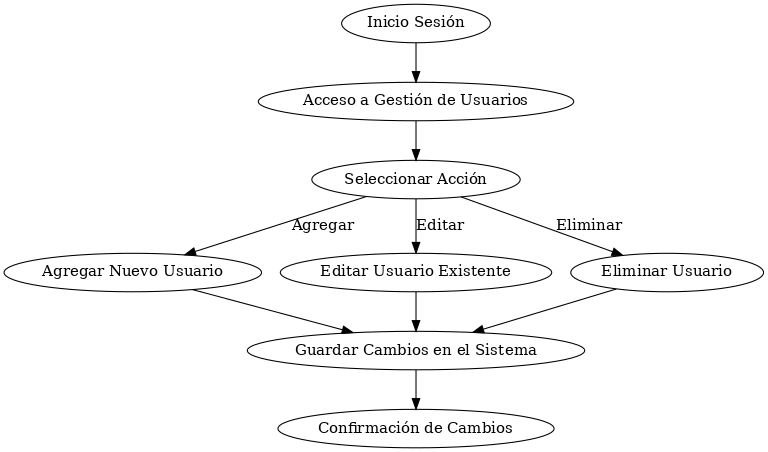 Inicio Sesión
Acceso a Gestión de Usuarios
Seleccionar Acción
Agregar
Editar
Eliminar
Agregar Nuevo Usuario
Editar Usuario Existente
Eliminar Usuario
Guardar Cambios en el Sistema
Confirmación de Cambios